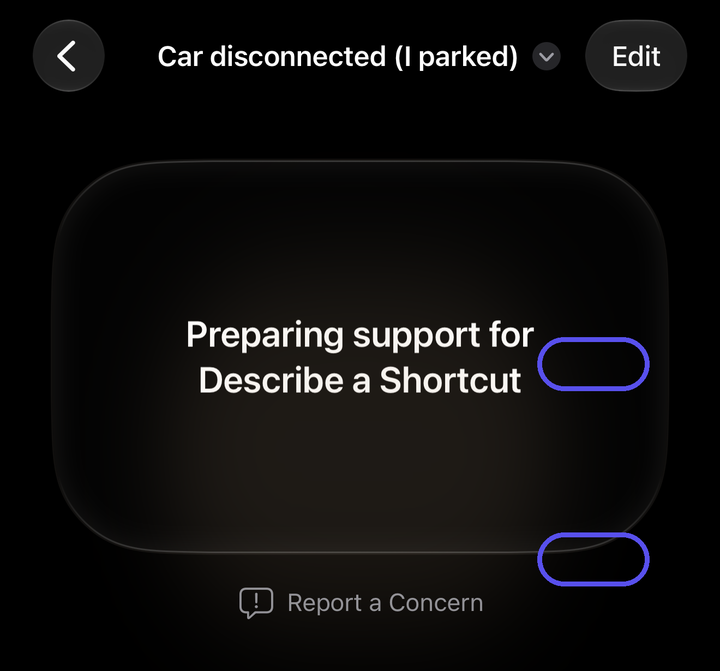 Car disconnected (I parked)
Edit
Preparing support for
Describe a Shortcut
Report a Concern